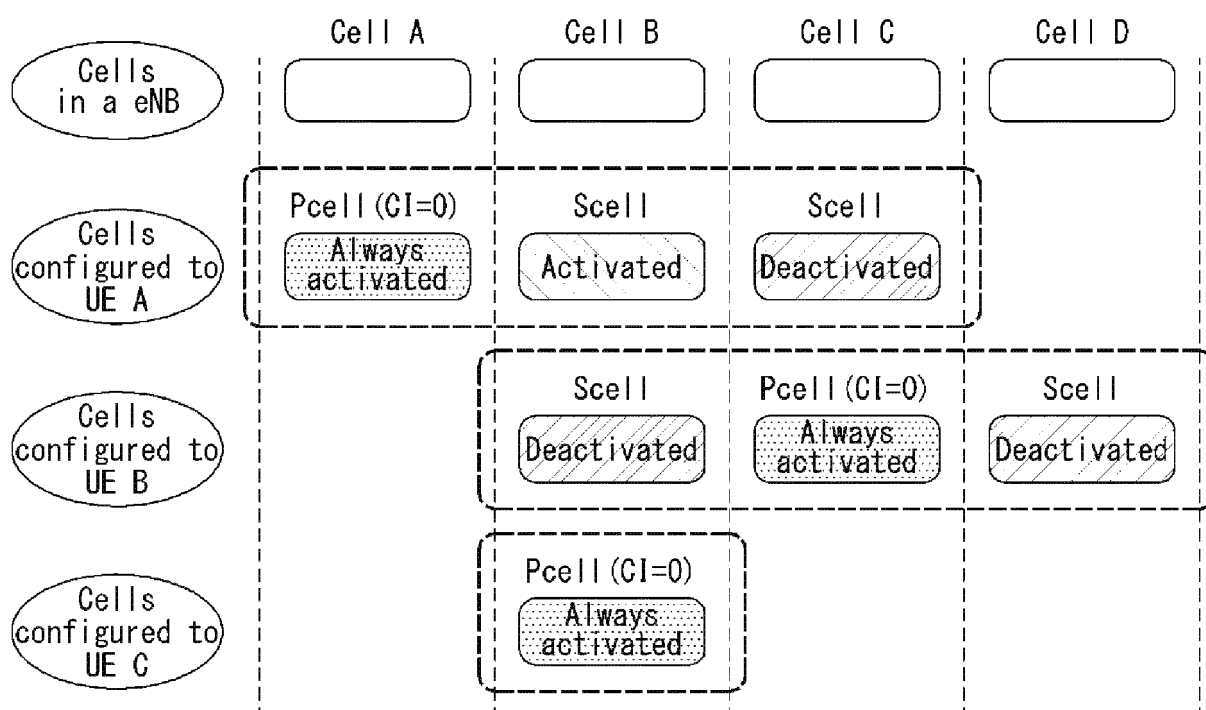 Cell A Cell B Cell C Cell D
Cells
in a eNB
Pcell(CI=0) Scell Scell
Cells
configured to
UE A
Always
activated
Activated
Deactivated
Scell Pcell(CI=0) Scell
Cells
configured to
UE B
Deactivated
Always
activated
Deactivated
Pcell(CI=0)
Cells
configured to
UE C
Always
activated